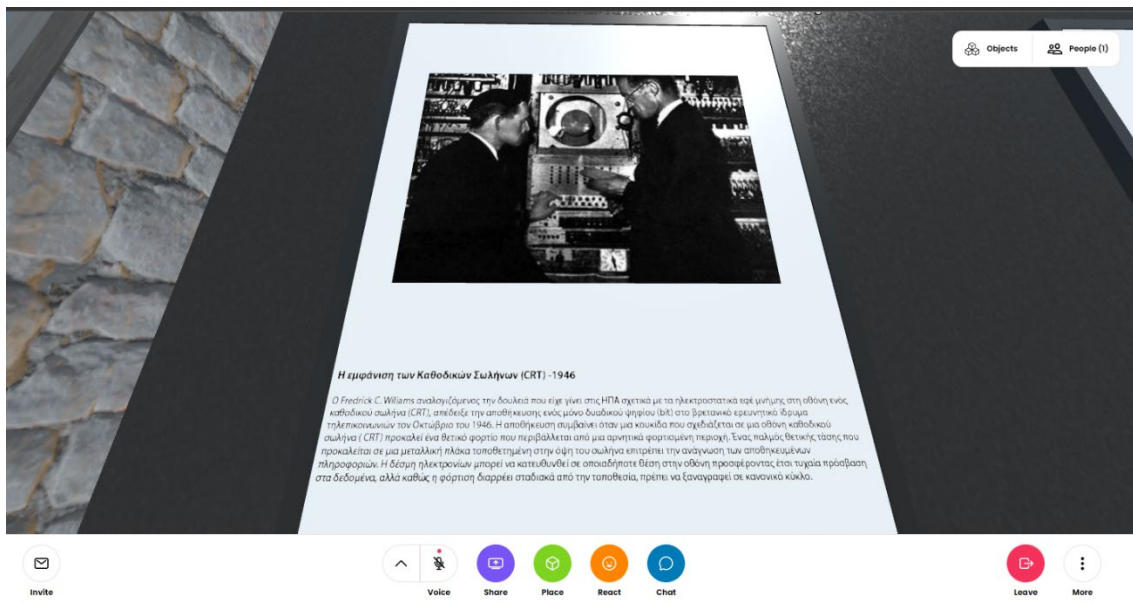 Objects
People (1)
Η εμφάνιση των Καθοδικών Σωλήνων (CRT) -1946
Ο Fredrick C. Wiliams αναλογιζόμενος την δουλειά που είχε γίνει στις ΗΠΑ σχετικά με τα ηλεκτροστατικά εφέ μνήμης στη οθόνη ενός
καθοδικού σωλήνα (CRT), απέδειξε την αποθήκευσης ενός μόνο δυαδικού ψηφίου (bit) στο βρετανικό ερευνητικό ίδρυμα
τηλεπικοινωνιών τον Οκτώβριο του 1946. Η αποθήκευση συμβαίνει όταν μια κουκίδα που σχεδιάζεται σε μια οθόνη καθοδικού
σωλήνα ( CRT) προκαλεί ένα θετικό φορτίο που περιβάλλεται από μια αρνητικά φορτισμένη περιοχή. Ένας παλμός θετικής τάσης που
προκαλείται σε μια μεταλλική πλάκα τοποθετημένη στην όψη του σωλήνα επιτρέπει την ανάγνωση των αποθηκευμένων
πληροφοριών. Η δέσμη ηλεκτρονίων μπορεί να κατευθυνθεί σε οποιαδήποτε θέση στην οθόνη προσφέροντας έτσι τυχαία πρόσβαση
στα δεδομένα, αλλά καθώς η φόρτιση διαρρέει σταδιακά από την τοποθεσία, πρέπει να ξαναγραφεί σε κανονικό κύκλο.
Invite
Voice
Share
Place
React
Chat
Leave
More